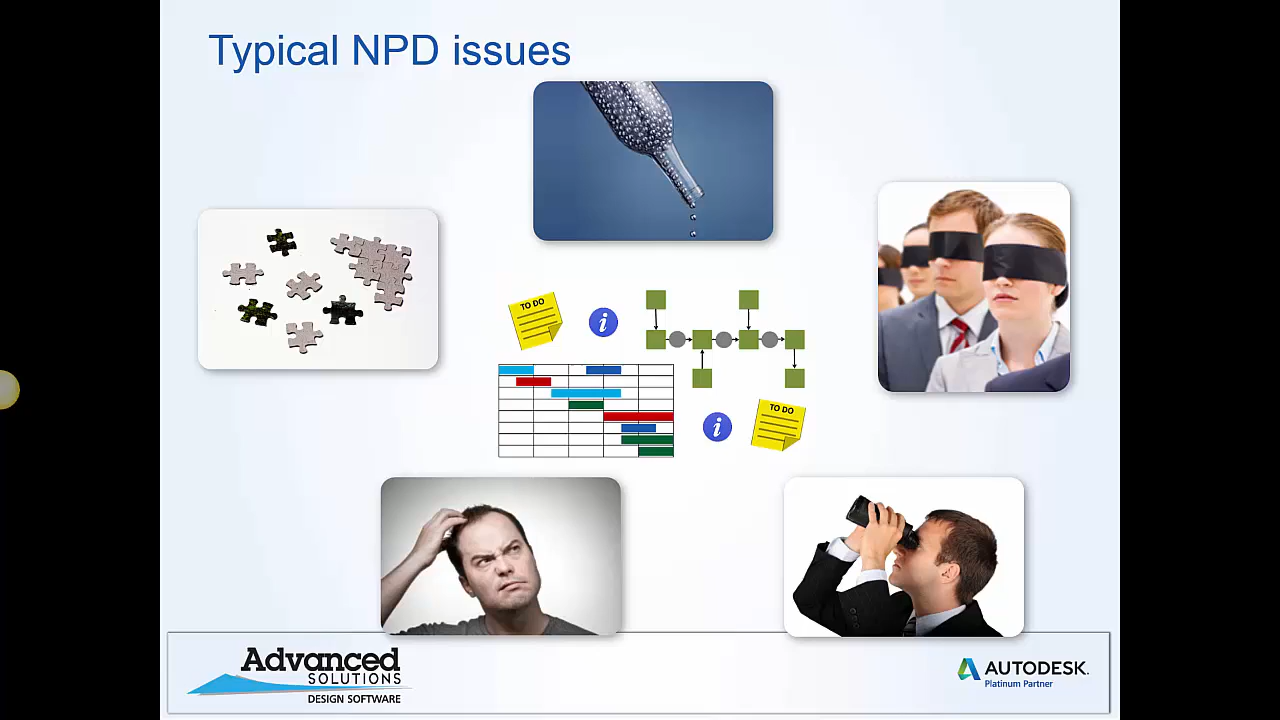 Typical NPD issues
TO DO
i
TO DO
i
Advanced
SOLUTIONS
DESIGN SOFTWARE
AUTODESK.
Platinum Partner